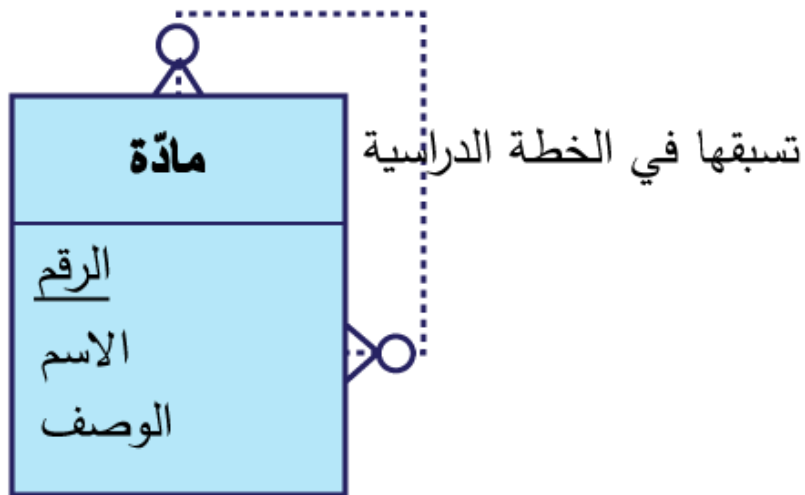 مادّة
تسبقها في الخطة الدراسية
الرقم
الاسم
الوصف